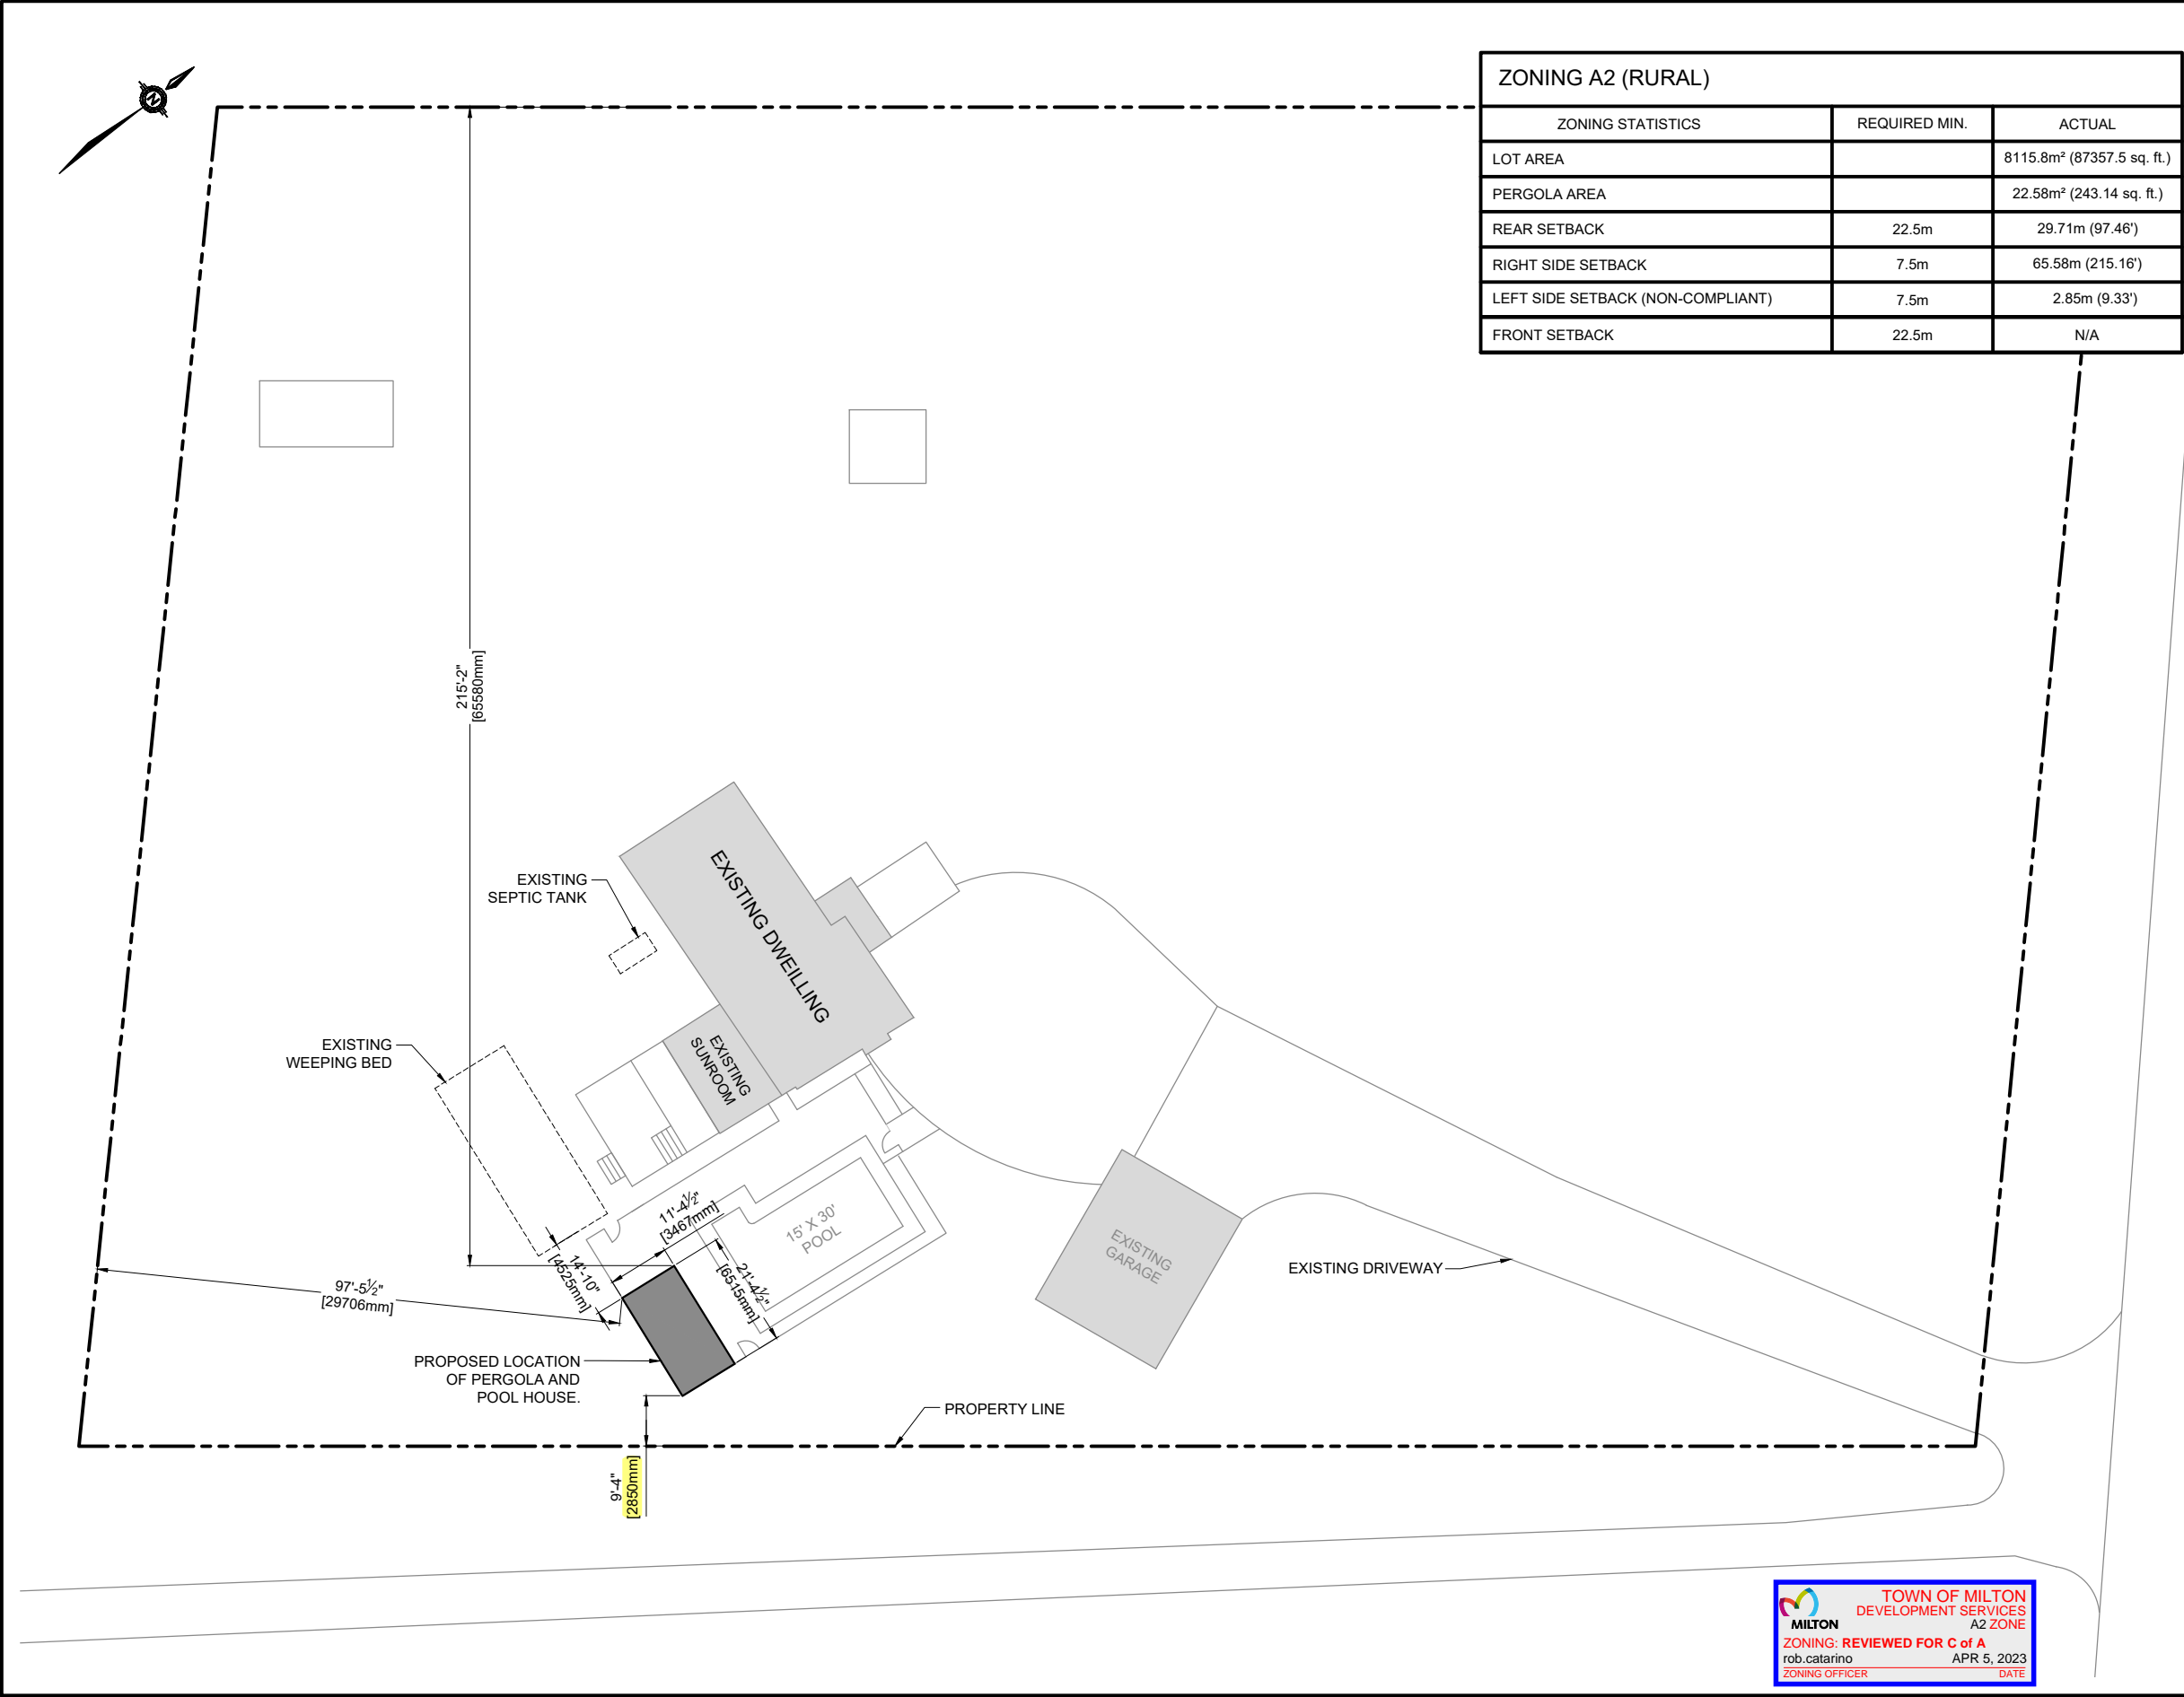 N
ZONING A2 (RURAL)
ZONING STATISTICS REQUIRED MIN. ACTUAL
LOT AREA 8115.8m² (87357.5 sq. ft.)
PERGOLA AREA 22.58m² (243.14 sq. ft.)
REAR SETBACK 22.5m 29.71m (97.46')
RIGHT SIDE SETBACK 7.5m 65.58m (215.16')
LEFT SIDE SETBACK (NON-COMPLIANT) 7.5m 2.85m (9.33')
FRONT SETBACK 22.5m N/A
215'-2"
[65580mm]
EXISTING DWEILLING
EXISTING
SEPTIC TANK
EXISTING
SUNROOM
EXISTING
WEEPING BED
11'-4½"
[3467mm]
15' X 30'
POOL
14'-10"
[4525mm]
21'-4½"
[6515mm]
97'-5½"
[29706mm]
EXISTING
GARAGE
EXISTING DRIVEWAY
PROPOSED LOCATION
OF PERGOLA AND
POOL HOUSE.
PROPERTY LINE
9'-4"
[2850mm]
MILTON
TOWN OF MILTON
DEVELOPMENT SERVICES
A2 ZONE
ZONING: REVIEWED FOR C of A
rob.catarino APR 5, 2023
ZONING OFFICER DATE